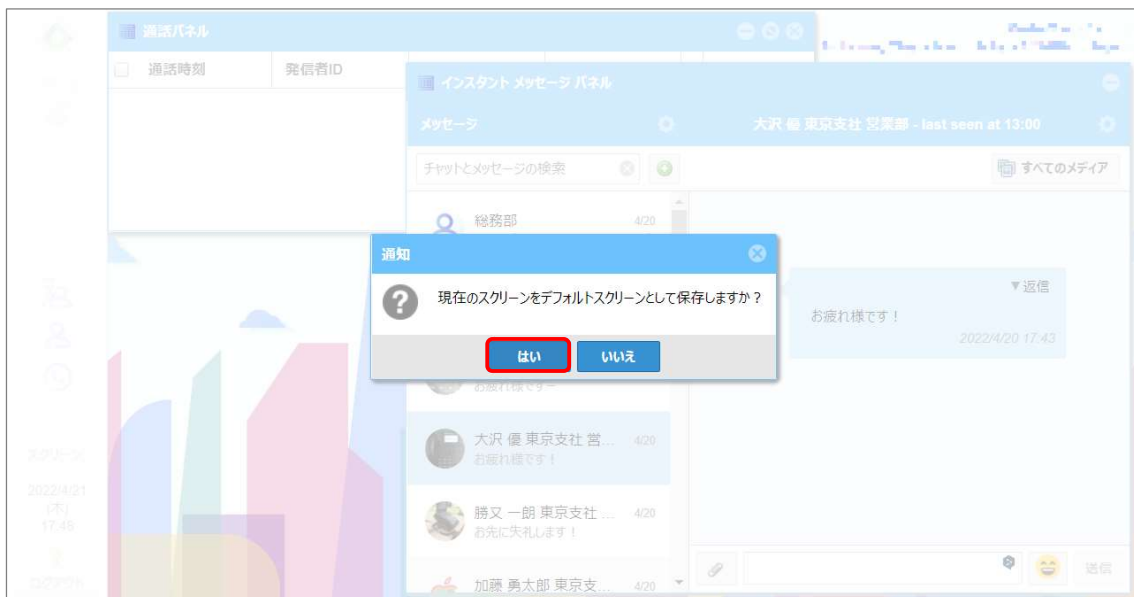 通話パネル
通話時刻
発信者ID
インスタント メッセージ パネル
メッセージ
大沢 優 東京支社 営業部 - last seen at 13:00
チャットとメッセージの検索
すべてのメディア
総務部
4/20
通知
現在のスクリーンをデフォルトスクリーンとして保存しますか？
はい
いいえ
▼返信
お疲れ様です！
2022/4/20 17:43
お疲れ様ですー
大沢 優 東京支社 営...
4/20
お疲れ様です！
勝又 一朗 東京支社 ...
4/20
お先に失礼します！
加藤 勇太郎 東京支...
4/20
送信
2022/4/21
(木)
17:48
ログアウト